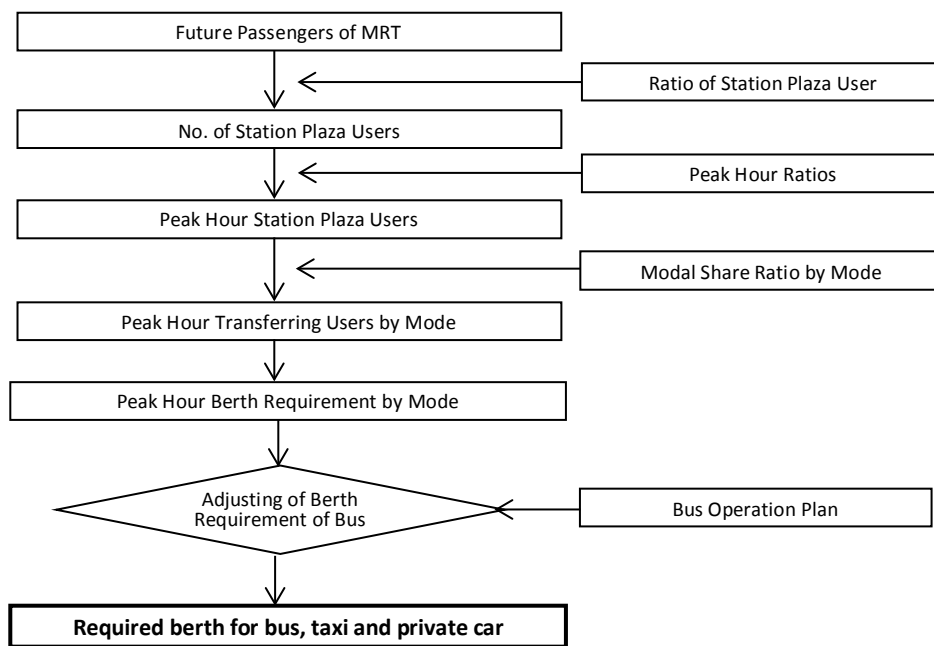 Future Passengers of MRT
Ratio of Station Plaza User
No. of Station Plaza Users
Peak Hour Ratios
Peak Hour Station Plaza Users
Modal Share Ratio by Mode
Peak Hour Transferring Users by Mode
Peak Hour Berth Requirement by Mode
Adjusting of Berth
Requirement of Bus
Bus Operation Plan
Required berth for bus, taxi and private car